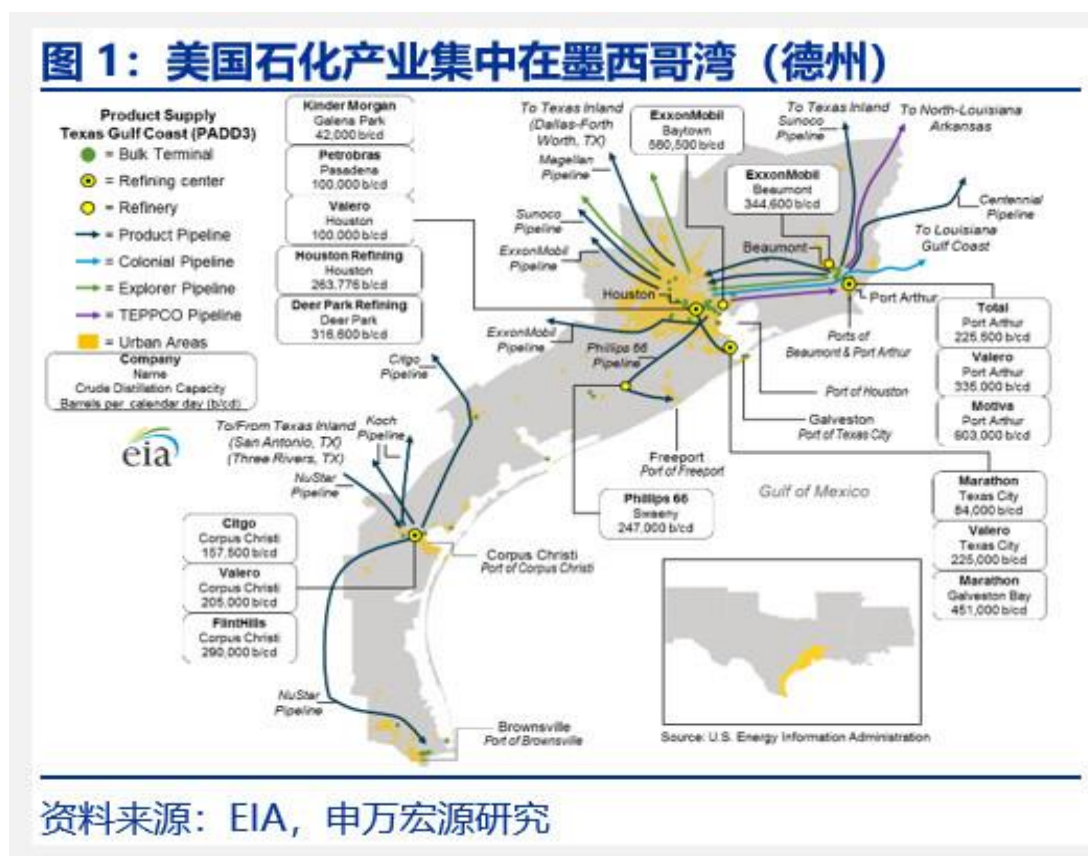 图 1：美国石化产业集中在墨西哥湾（德州）
Product Supply
Texas Gulf Coast (PADD3)
= Bulk Terminal
= Refining center
= Refinery
= Product Pipeline
= Colonial Pipeline
= Explorer Pipeline
= TEPPCO Pipeline
= Urban Areas
Company
Name
Crude Distillation Capacity
Barrels per calendar day (b/cd)
eia
Kinder Morgan
Galena Park
42,000 b/cd
Petrobras
Pasadena
100,000 b/cd
Valero
Houston
100,000 b/cd
Houston Refining
Houston
263,776 b/cd
Deer Park Refining
Deer Park
316,600 b/cd
To Texas Inland
(Dallas-Forth
Worth, TX)
Magellan
Pipeline
Sunoco
Pipeline
ExxonMobil
Pipeline
ExxonMobil
Baytown
560,500 b/cd
ExxonMobil
Beaumont
344,600 b/cd
To Texas Inland
Sunoco
Pipeline
To North-Louisiana
Arkansas
Centennial
Pipeline
To Louisiana
Gulf Coast
Beaumont
Houston
Port Arthur
ExxonMobil
Pipeline
Phillips 66
Pipeline
Ports of
Beaumont & Port Arthur
Port of Houston
Galveston
Port of Texas City
Freeport
Port of Freeport
Total
Port Arthur
225,500 b/cd
Valero
Port Arthur
335,000 b/cd
Motiva
Port Arthur
603,000 b/cd
Citgo
Pipeline
Koch
Pipeline
To/From Texas Inland
(San Antonio, TX)
(Three Rivers, TX)
NuStar
Pipeline
Phillips 66
Sweeny
247,000 b/cd
Gulf of Mexico
Marathon
Texas City
84,000 b/cd
Valero
Texas City
225,000 b/cd
Marathon
Galveston Bay
451,000 b/cd
Citgo
Corpus Christi
157,500 b/cd
Valero
Corpus Christi
205,000 b/cd
FlintHills
Corpus Christi
290,000 b/cd
Corpus Christi
Port of Corpus Christi
NuStar
Pipeline
Brownsville
Port of Brownsville
Source: U.S. Energy Information Administration
资料来源：EIA，申万宏源研究